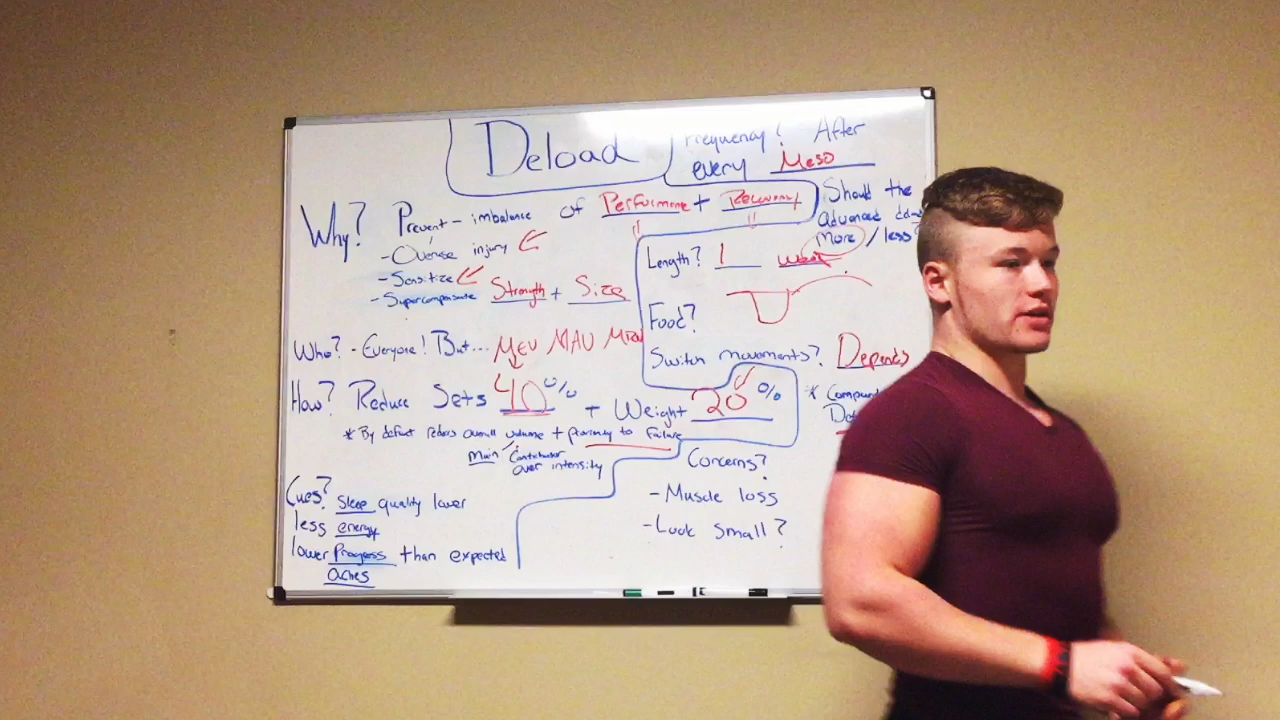 Deload
Frequency? After
every Meso
Why? Prevent - imbalance of Performance + Recovery
- Overuse injury
- Sensitize
- Supercompensate Strength + Size
Should the
advanced
more / less?
Length? 1 week
Food?
Switch movements? Depends
Who? - Everyone! But... MEV MAV MRV
How? Reduce Sets 40% + Weight 20%
* By defect reduces overall volume + proximity to failure
main contributor
over intensity
Cues? Sleep quality lower
less energy
lower Progress than expected
aches
Concerns?
- Muscle loss
- Look Small?